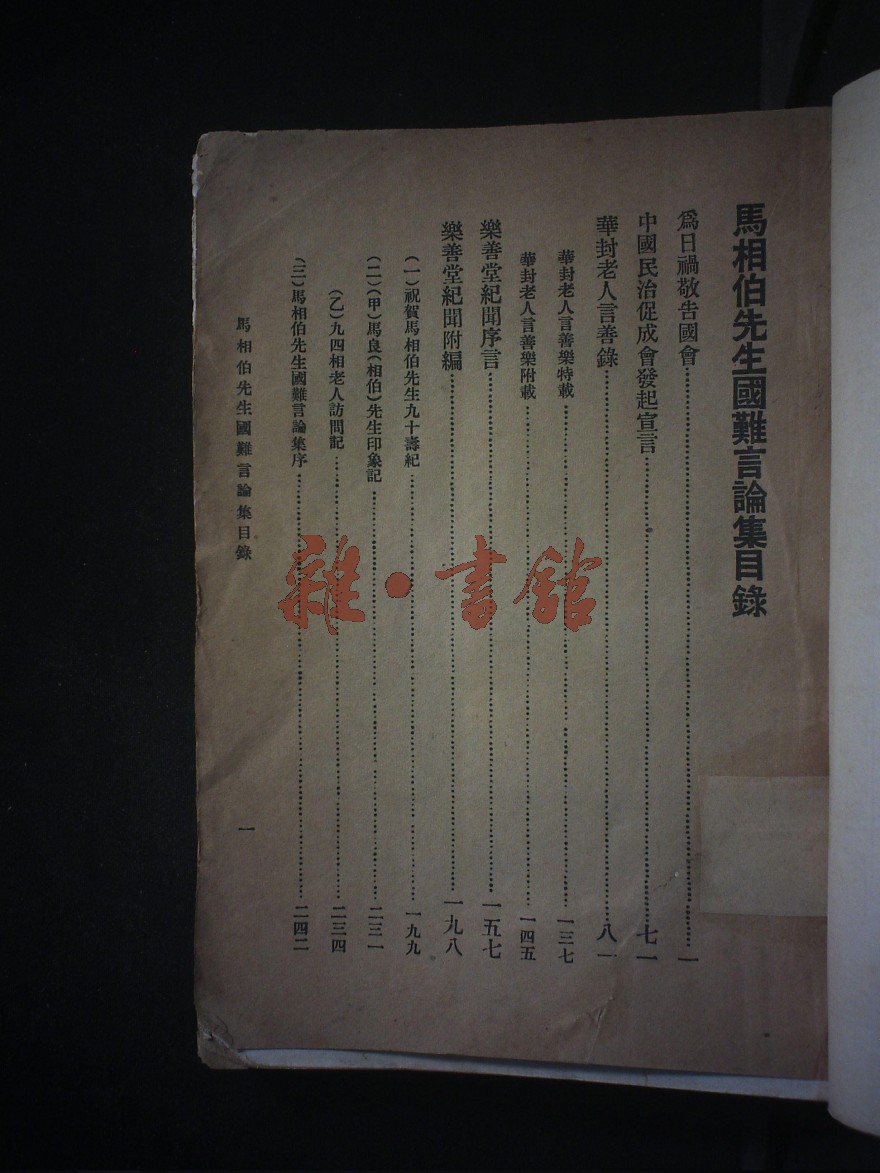 馬相伯先生國難言論集目錄
爲日禍敬告國會…………一
中國民治促成會發起宣言…………七一
華封老人言善錄…………八一
華封老人言善樂特載…………一三七
華封老人言善樂附載…………一四五
樂善堂紀聞序言…………一五七
樂善堂紀聞附編…………一九八
(一)祝賀馬相伯先生九十壽紀…………一九九
(二)(甲)馬良(相伯)先生印象記…………二三一
(乙)九四相老人訪問記…………二三四
(三)馬相伯先生國難言論集序…………二四二
馬相伯先生國難言論集目錄
一
雜·書館